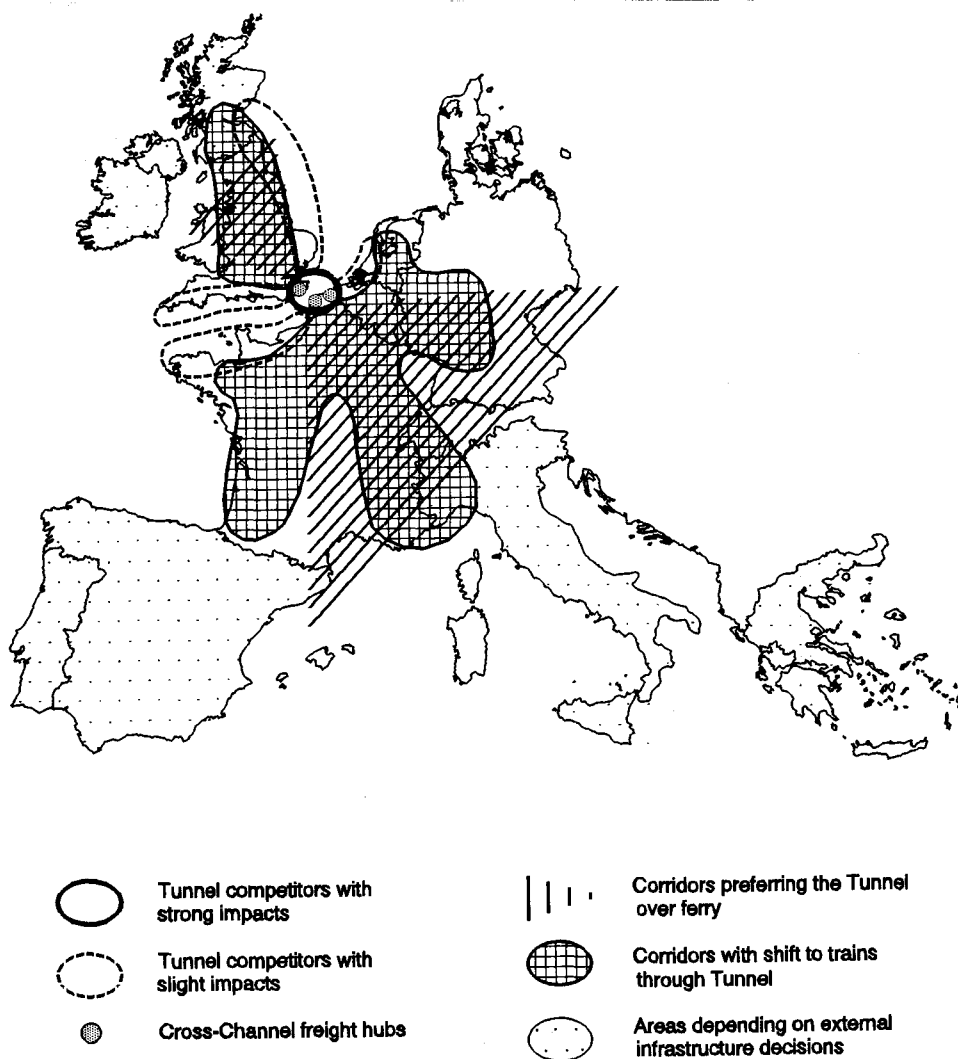 Tunnel competitors with
strong impacts
Tunnel competitors with
slight impacts
Cross-Channel freight hubs
Corridors preferring the Tunnel
over ferry
Corridors with shift to trains
through Tunnel
Areas depending on external
infrastructure decisions